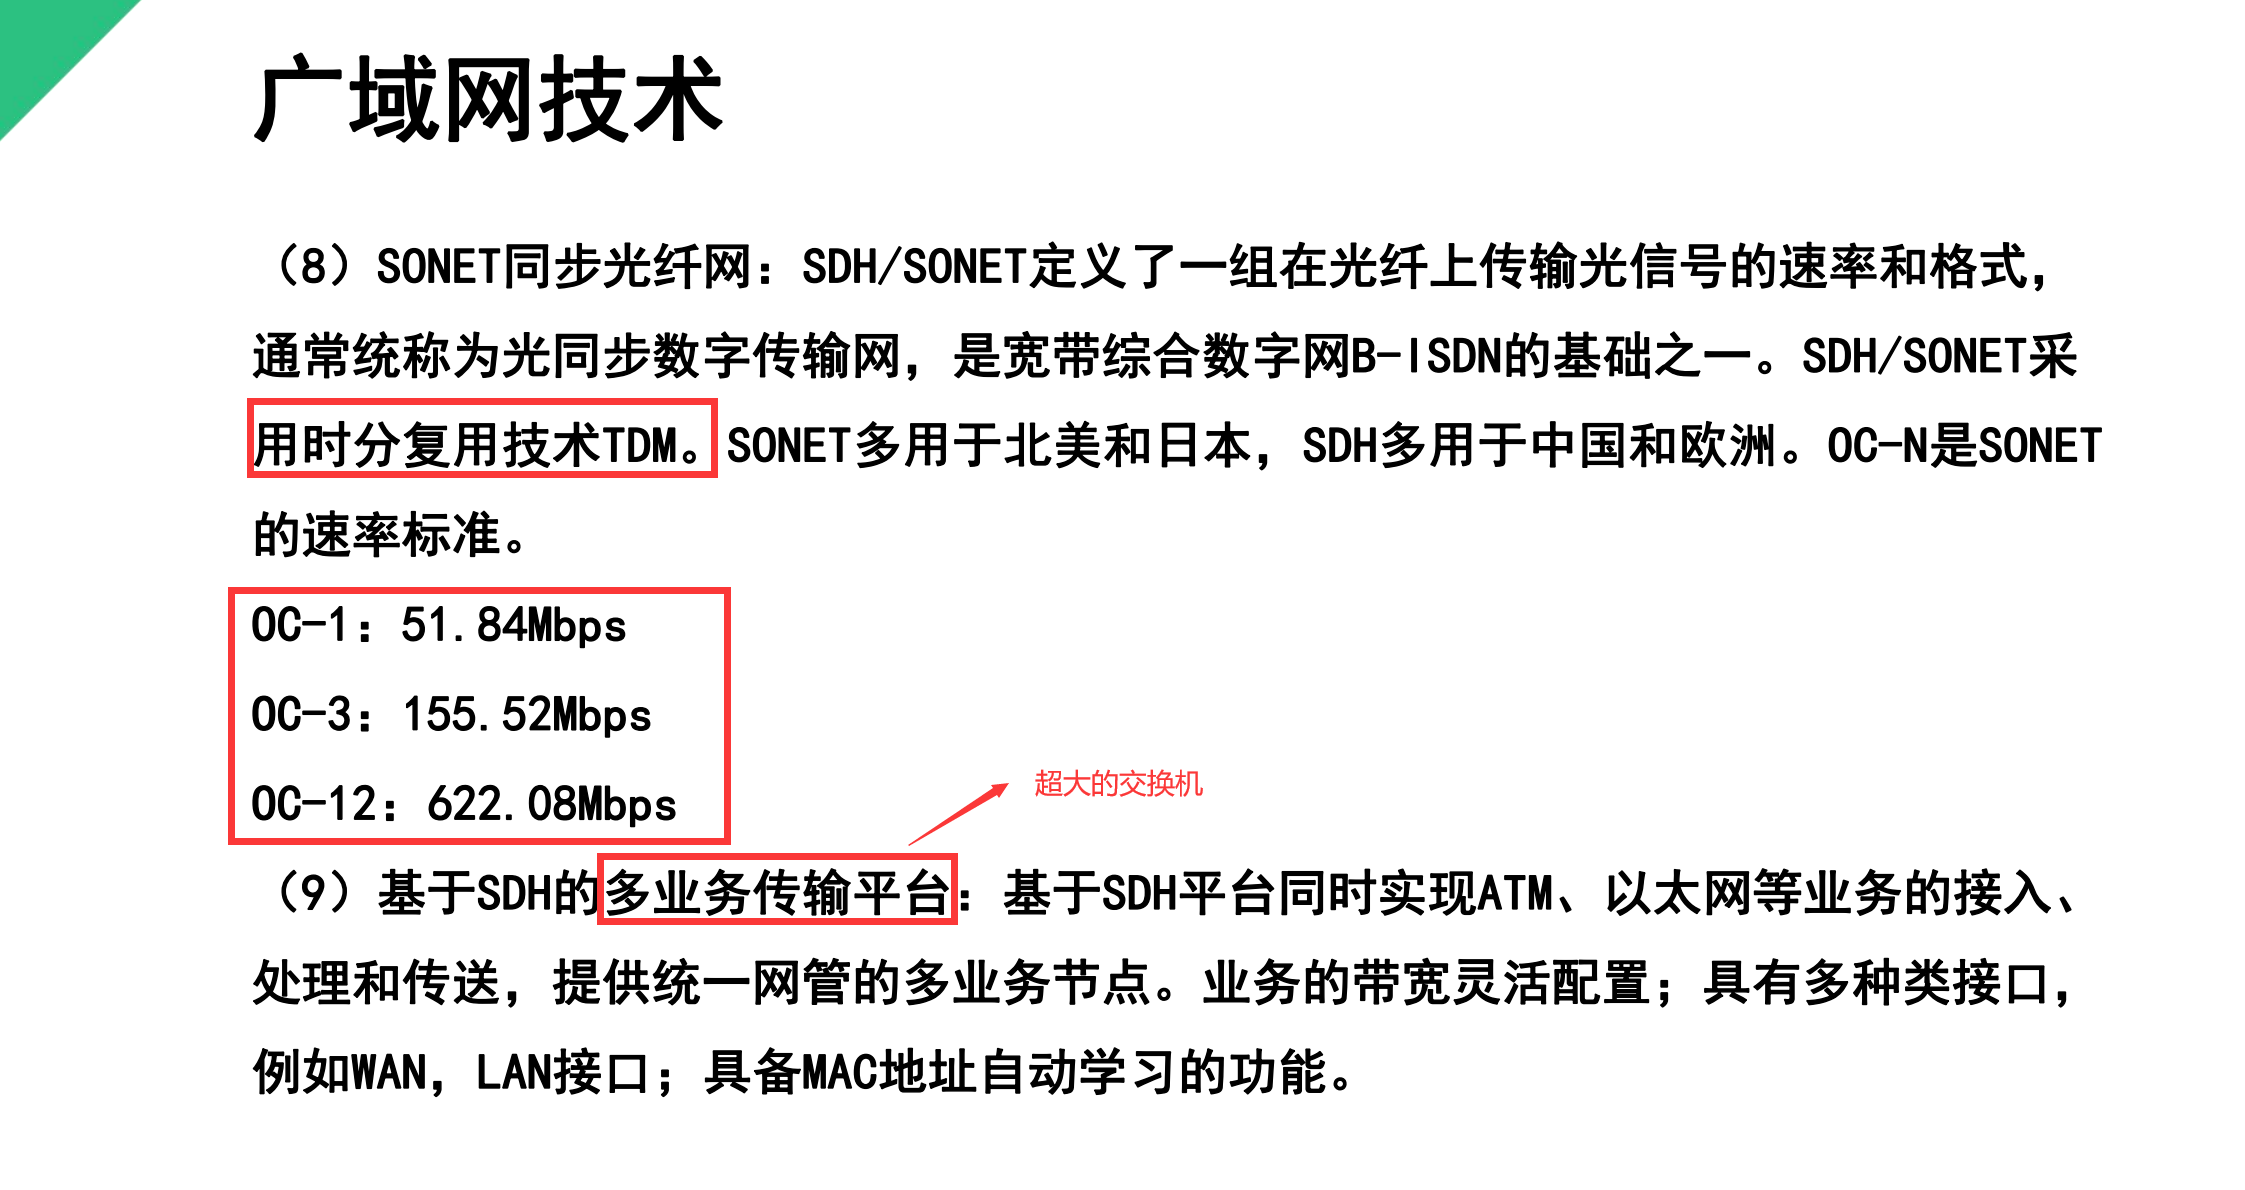 广域网技术
（8）SONET同步光纤网：SDH/SONET定义了一组在光纤上传输光信号的速率和格式，
通常统称为光同步数字传输网，是宽带综合数字网B-ISDN的基础之一。SDH/SONET采
用时分复用技术TDM。SONET多用于北美和日本，SDH多用于中国和欧洲。OC-N是SONET
的速率标准。
OC-1：51.84Mbps
OC-3：155.52Mbps
超大的交换机
OC-12：622.08Mbps
（9）基于SDH的多业务传输平台：基于SDH平台同时实现ATM、以太网等业务的接入、
处理和传送，提供统一网管的多业务节点。业务的带宽灵活配置；具有多种类接口，
例如WAN，LAN接口；具备MAC地址自动学习的功能。